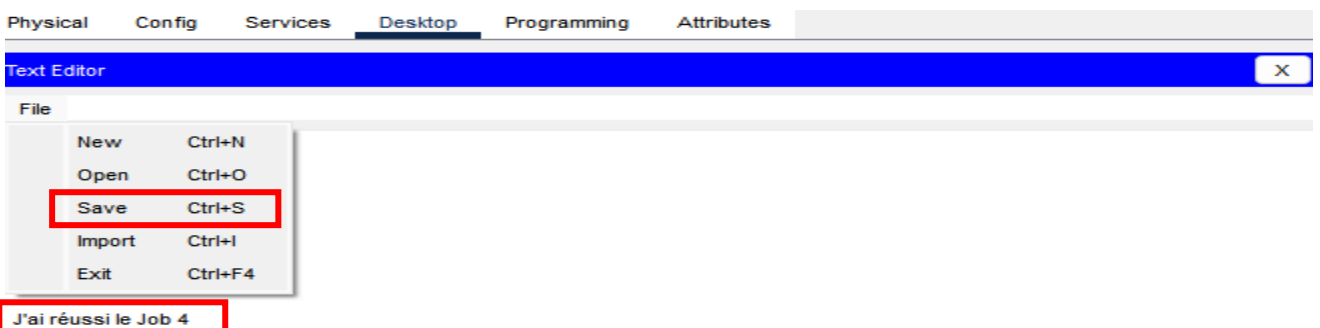 Physical Config Services Desktop Programming Attributes
Text Editor X
File
New Ctrl+N
Open Ctrl+O
Save Ctrl+S
Import Ctrl+I
Exit Ctrl+F4
J'ai réussi le Job 4